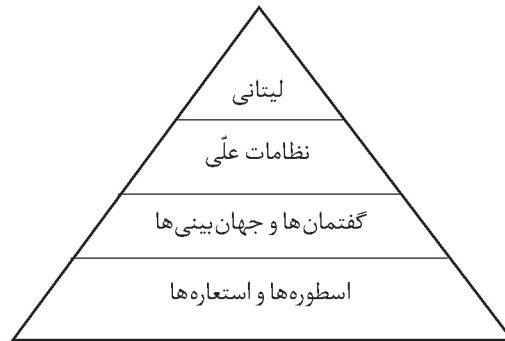 لیتانی
نظامات علّی
گفتمان‌ها و جهان‌بینی‌ها
اسطوره‌ها و استعاره‌ها